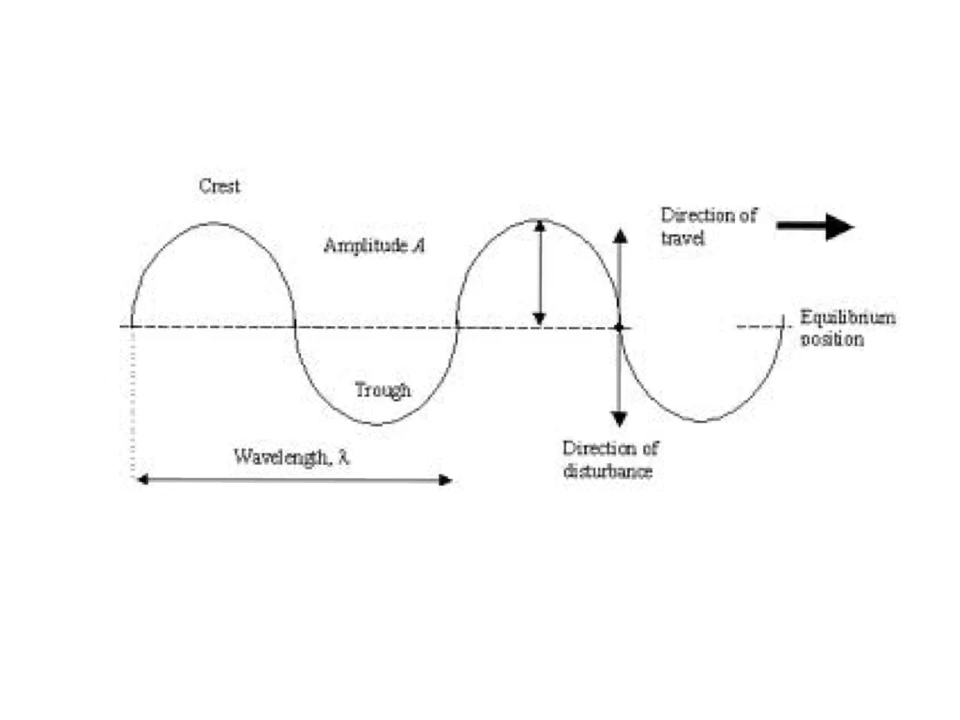 Crest
Amplitude A
Direction of
travel
Equilibrium
position
Trough
Wavelength, λ
Direction of
disturbance